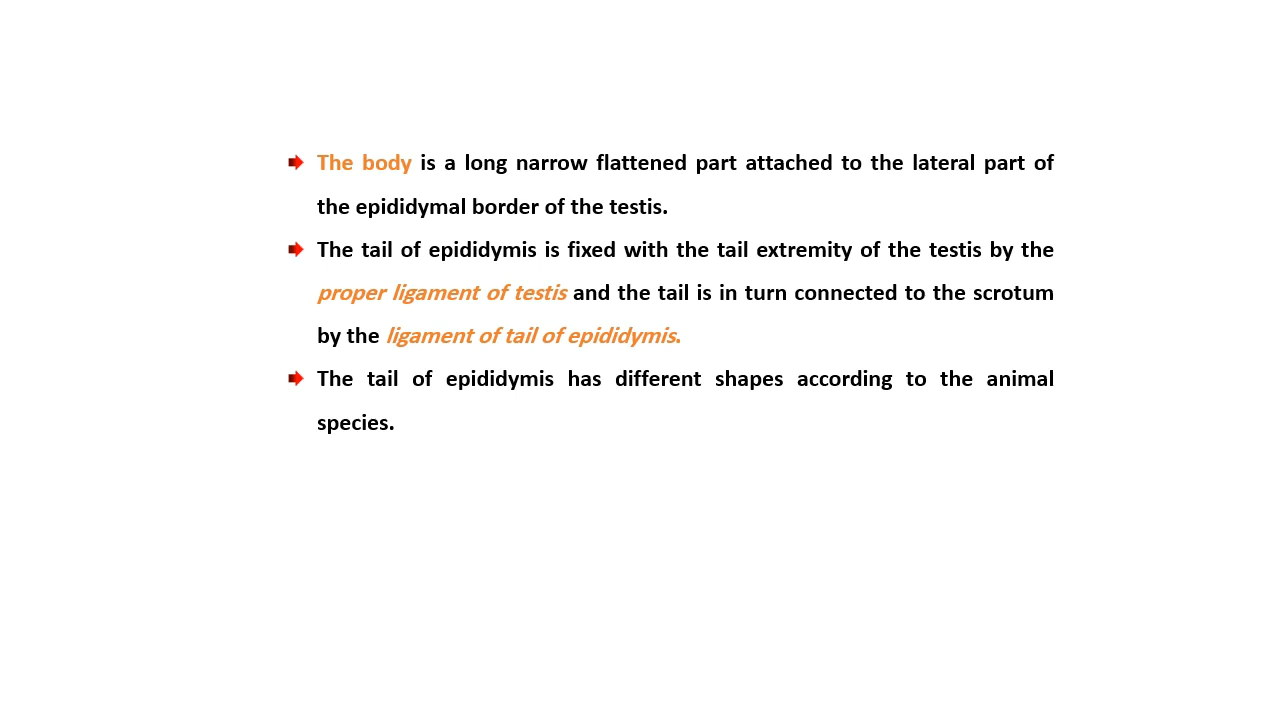 The body is a long narrow flattened part attached to the lateral part of
the epididymal border of the testis.
The tail of epididymis is fixed with the tail extremity of the testis by the
proper ligament of testis and the tail is in turn connected to the scrotum
by the ligament of tail of epididymis.
The tail of epididymis has different shapes according to the animal
species.